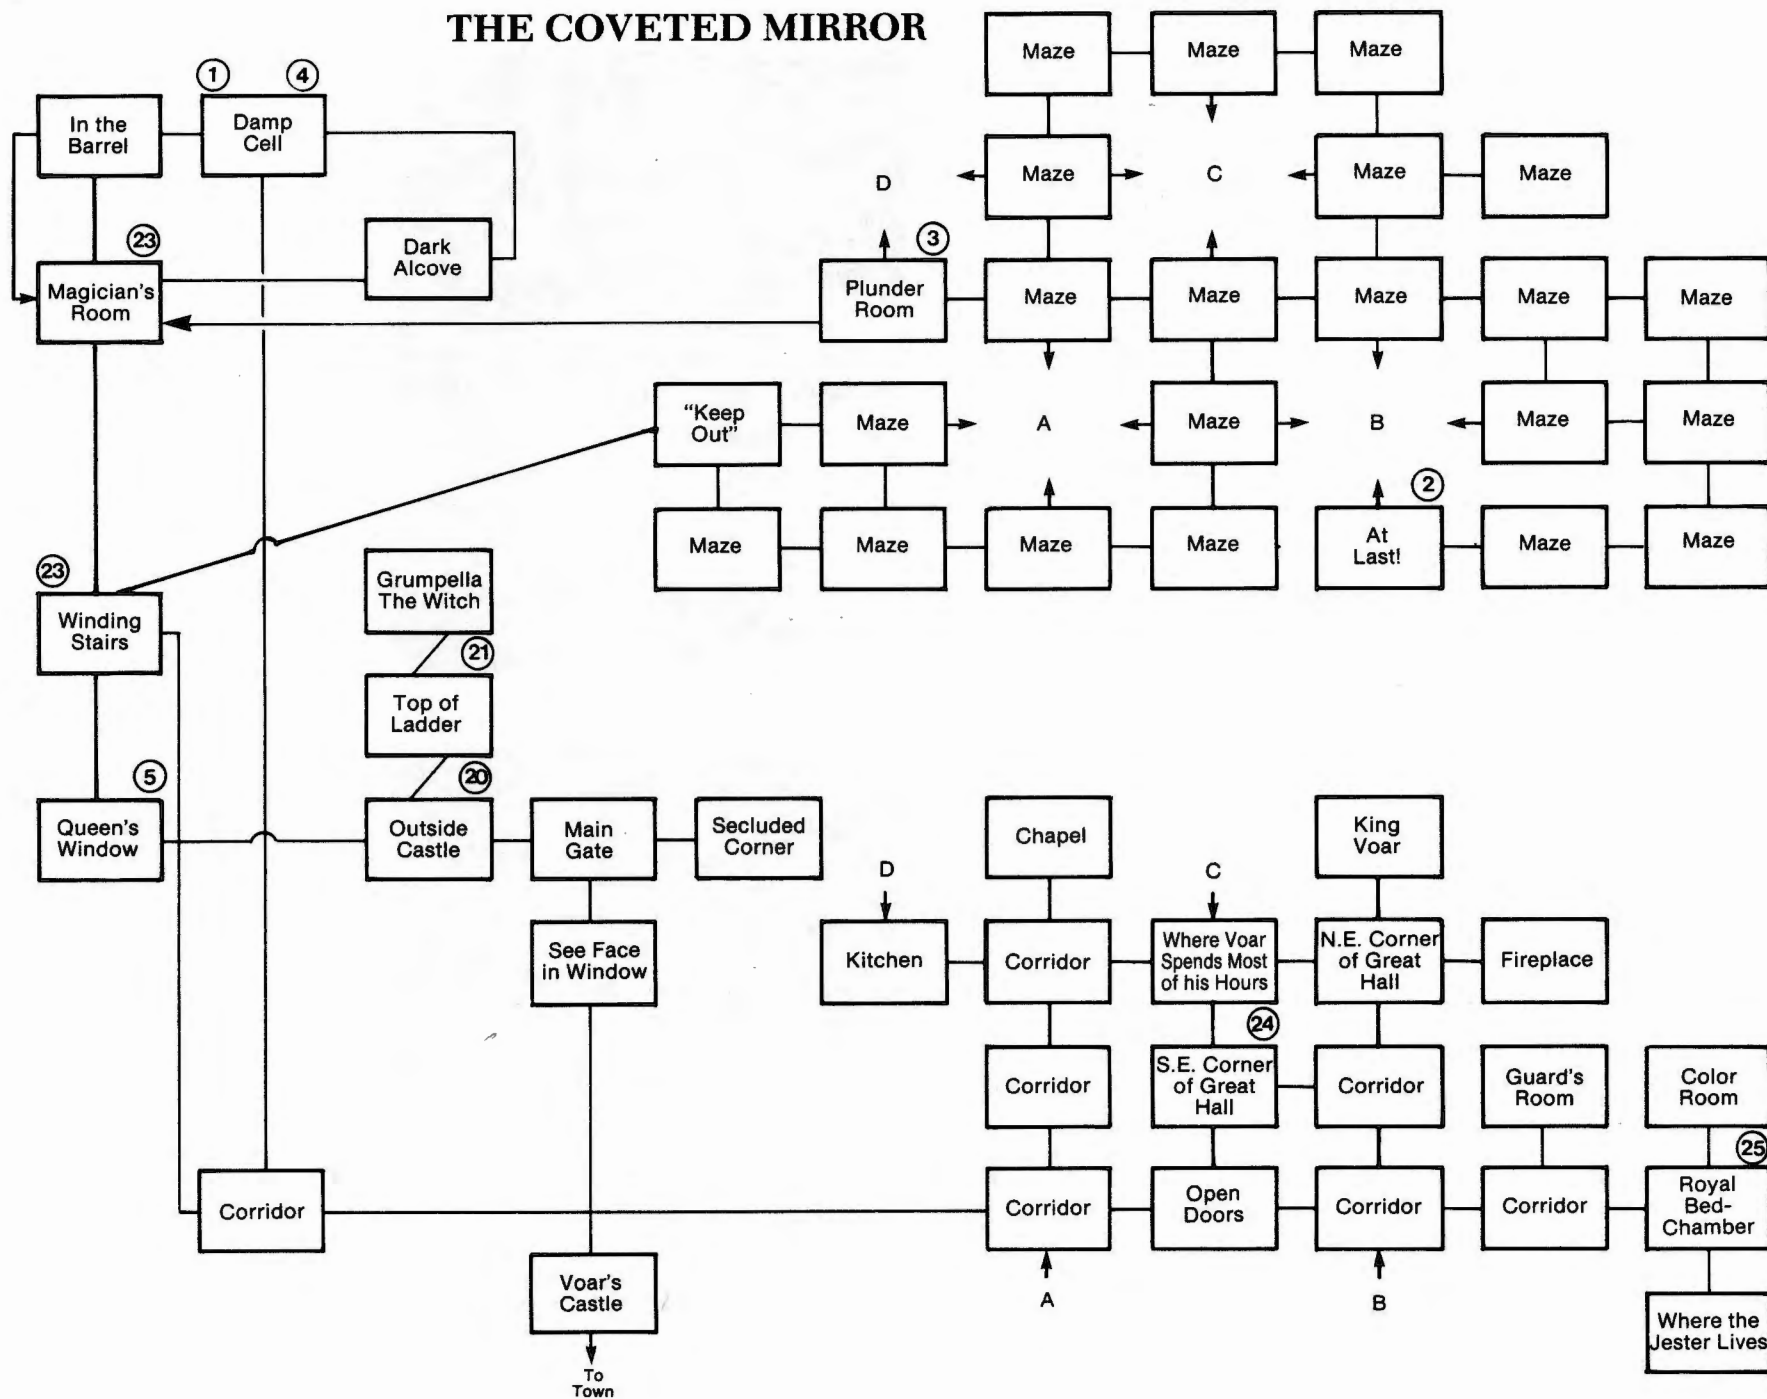 THE COVETED MIRROR
1
4
In the
Barrel
Damp
Cell
Dark
Alcove
23
Magician's
Room
Maze
Maze
Maze
D
Maze
C
Maze
Maze
3
Plunder
Room
Maze
Maze
Maze
Maze
Maze
"Keep
Out"
Maze
A
Maze
B
Maze
Maze
2
Maze
Maze
Maze
Maze
At
Last!
Maze
Maze
23
Winding
Stairs
Grumpella
The Witch
21
Top of
Ladder
5
20
Queen's
Window
Outside
Castle
Main
Gate
Secluded
Corner
See Face
in Window
Corridor
Voar's
Castle
To
Town
Chapel
King
Voar
D
C
Kitchen
Corridor
Where Voar
Spends Most
of his Hours
N.E. Corner
of Great
Hall
Fireplace
24
Corridor
S.E. Corner
of Great
Hall
Corridor
Guard's
Room
Color
Room
25
Corridor
Open
Doors
Corridor
Corridor
Royal
Bed-
Chamber
A
B
Where the
Jester Lives